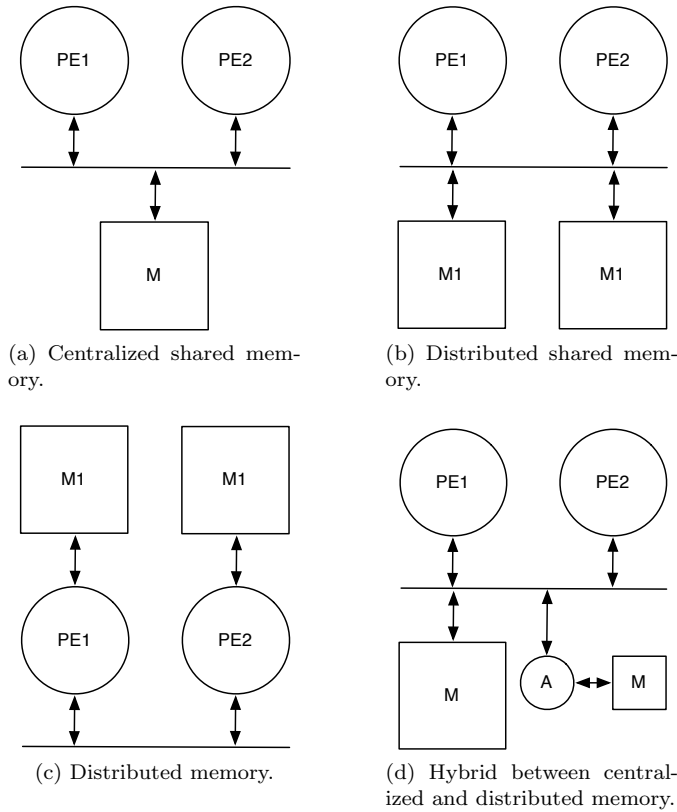 PE1
PE2
M
(a) Centralized shared mem-
ory.
PE1
PE2
M1
M1
(b) Distributed shared mem-
ory.
M1
M1
PE1
PE2
(c) Distributed memory.
PE1
PE2
M
A
M
(d) Hybrid between central-
ized and distributed memory.